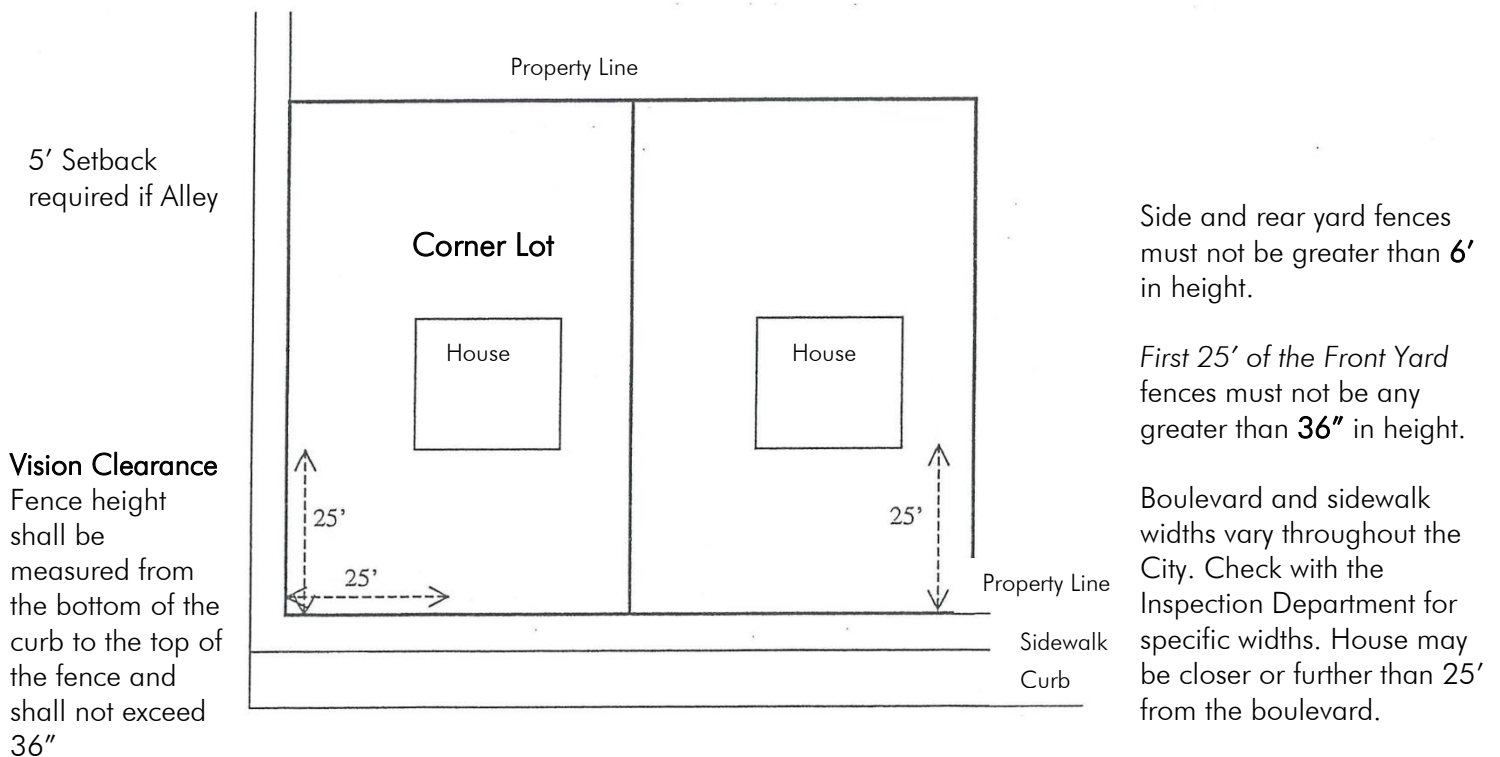 Property Line
5′ Setback
required if Alley
Corner Lot
House
House
25'
25'
25'
Property Line
Sidewalk
Curb
Vision Clearance
Fence height
shall be
measured from
the bottom of the
curb to the top of
the fence and
shall not exceed
36″
Side and rear yard fences
must not be greater than 6′
in height.
First 25′ of the Front Yard
fences must not be any
greater than 36″ in height.
Boulevard and sidewalk
widths vary throughout the
City. Check with the
Inspection Department for
specific widths. House may
be closer or further than 25′
from the boulevard.